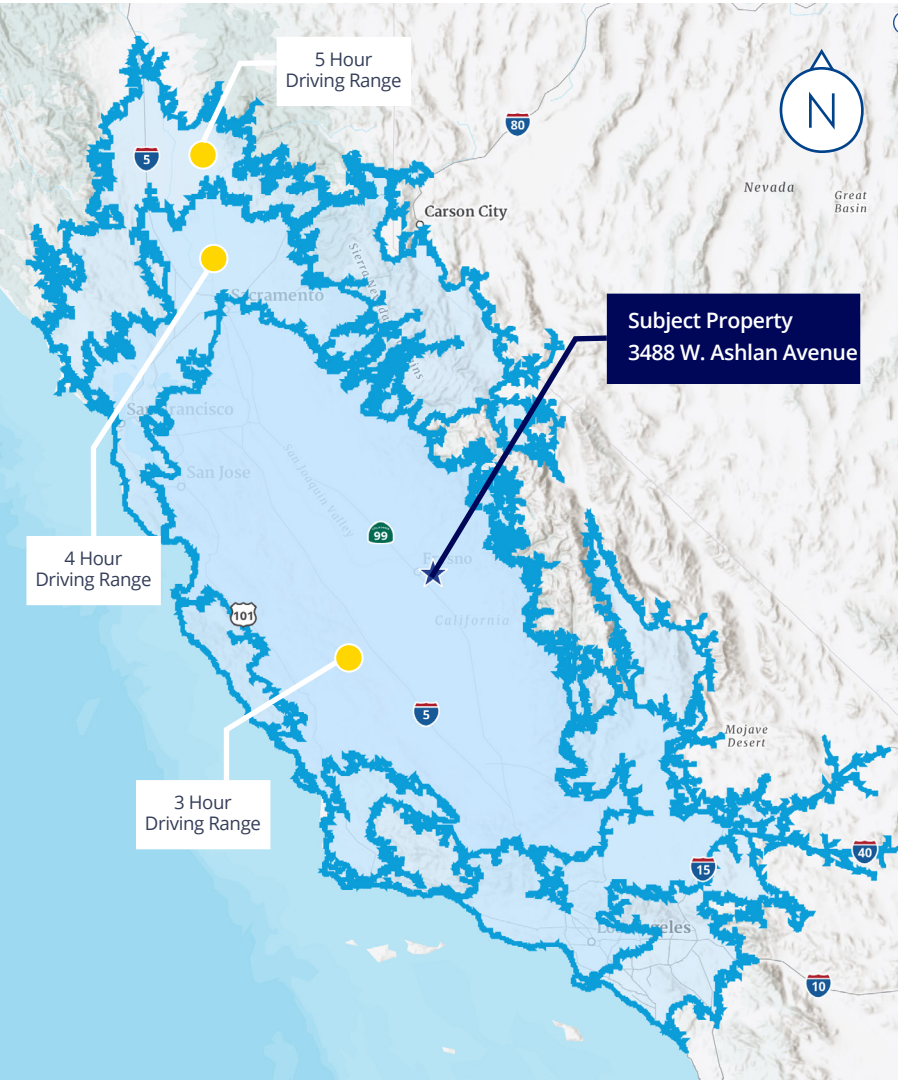 5 Hour
Driving Range
N
80
5
Nevada
Great
Basin
Carson City
Sierra Nevada
Sacramento
Subject Property
3488 W. Ashlan Avenue
San Francisco
San Jose
San Joaquin Valley
99
Fresno
4 Hour
Driving Range
101
California
5
Mojave
Desert
3 Hour
Driving Range
40
15
Los Angeles
10